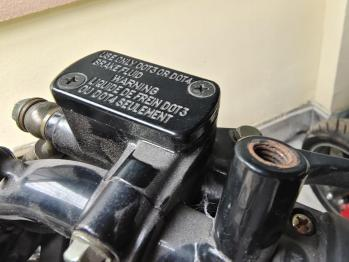 USE ONLY DOT3 OR DOT4
BRAKE FLUID
WARNING
LIQUIDE DE FREIN DOT3
OU DOT4 SEULEMENT